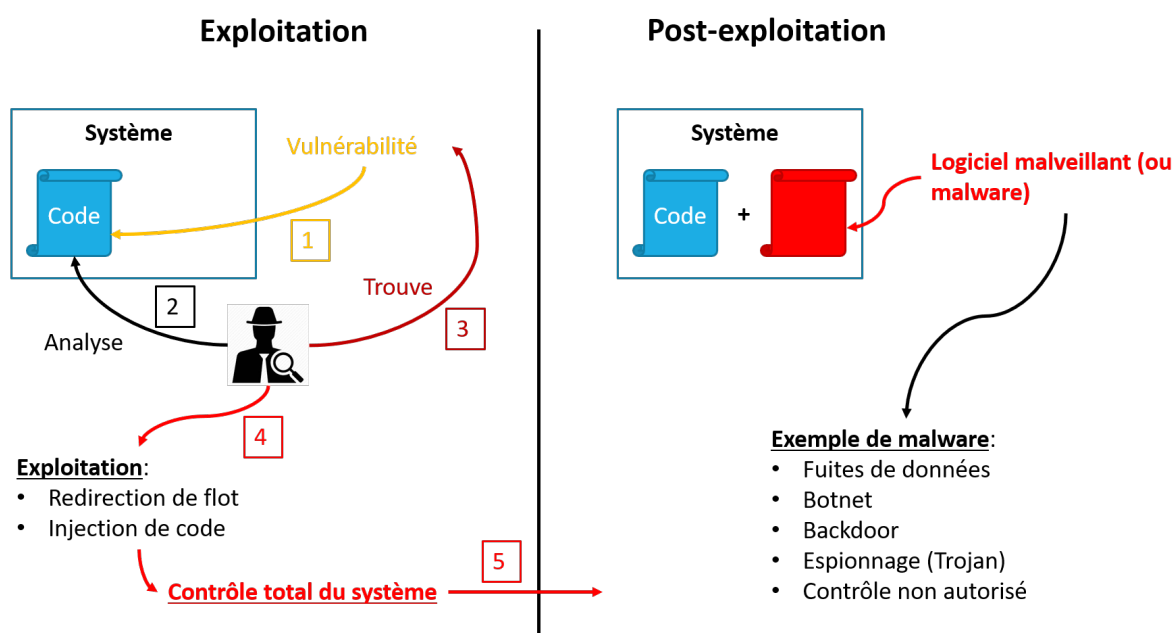 Exploitation
Système
Vulnérabilité
Code
1
2
Trouve
3
Analyse
4
Exploitation:
• Redirection de flot
• Injection de code
Contrôle total du système
5
Post-exploitation
Système
Code
+
Logiciel malveillant (ou
malware)
Exemple de malware:
• Fuites de données
• Botnet
• Backdoor
• Espionnage (Trojan)
• Contrôle non autorisé